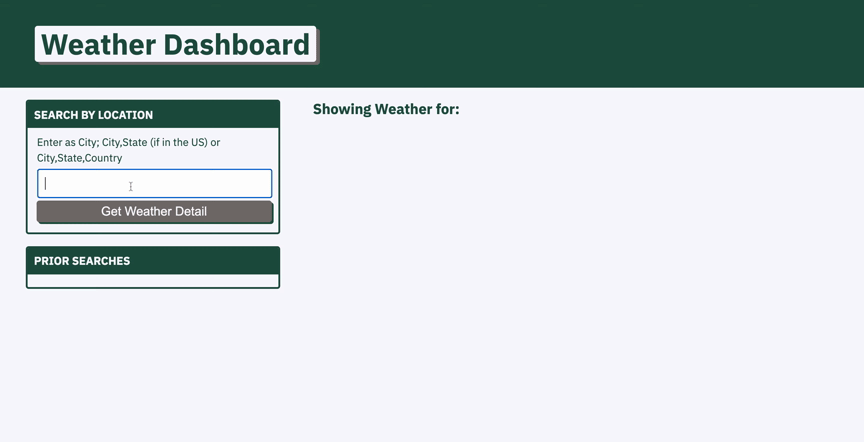 Weather Dashboard
SEARCH BY LOCATION
Enter as City; City,State (if in the US) or
City,State,Country
Get Weather Detail
PRIOR SEARCHES
Showing Weather for: